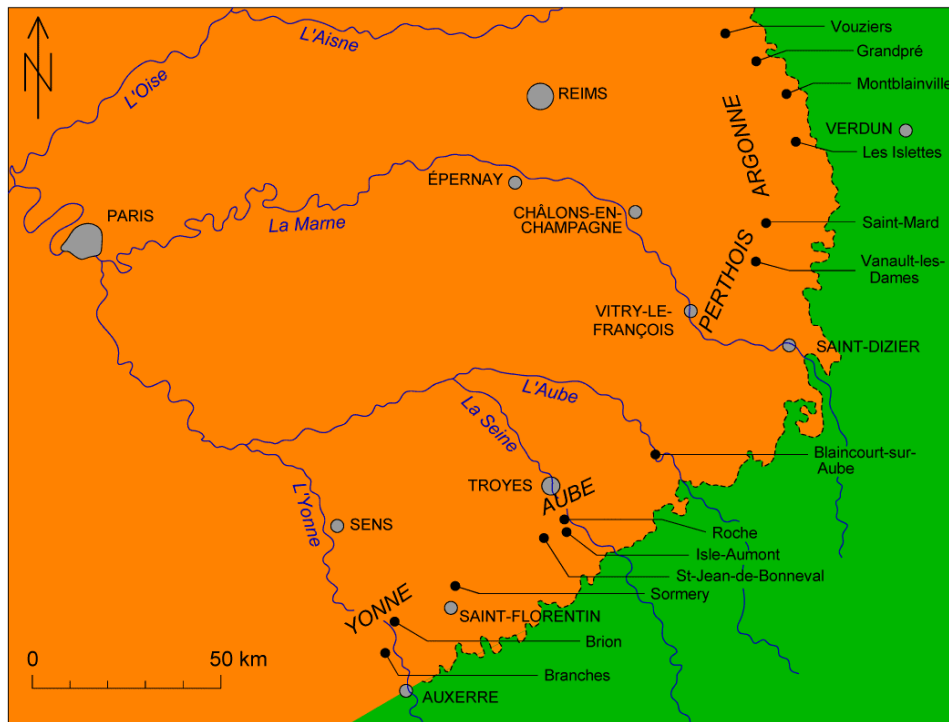 L'Aisne
Vouziers
Grandpré
Montblainville
VERDUN
Les Islettes
N
L'Oise
REIMS
ARGONNE
ÉPERNAY
CHÂLONS-EN-
CHAMPAGNE
PARIS
La Marne
Saint-Mard
Vanault-les-
Dames
PERTHOIS
VITRY-LE-
FRANÇOIS
SAINT-DIZIER
L'Aube
La Seine
Blaincourt-sur-
Aube
TROYES
AUBE
L'Yonne
SENS
Roche
Isle-Aumont
St-Jean-de-Bonneval
Sormery
YONNE
SAINT-FLORENTIN
Brion
Branches
AUXERRE
0
50 km